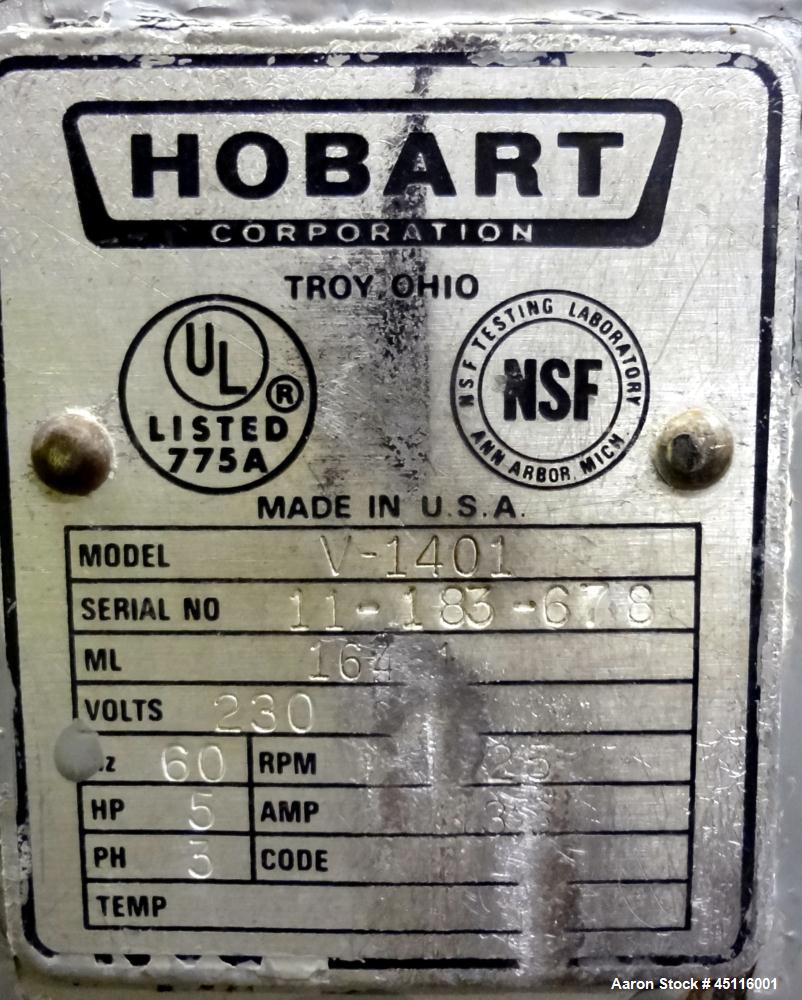 HOBART
CORPORATION
TROY, OHIO
UL
®
LISTED
775A
NSF TESTING LABORATORY
NSF
ANN ARBOR, MICH.
MADE IN U.S.A.
MODEL V-1401
SERIAL NO 11-183-678
ML
VOLTS 230
60 RPM
HP 5 AMP
PH 3 CODE
TEMP
Aaron Stock # 45116001